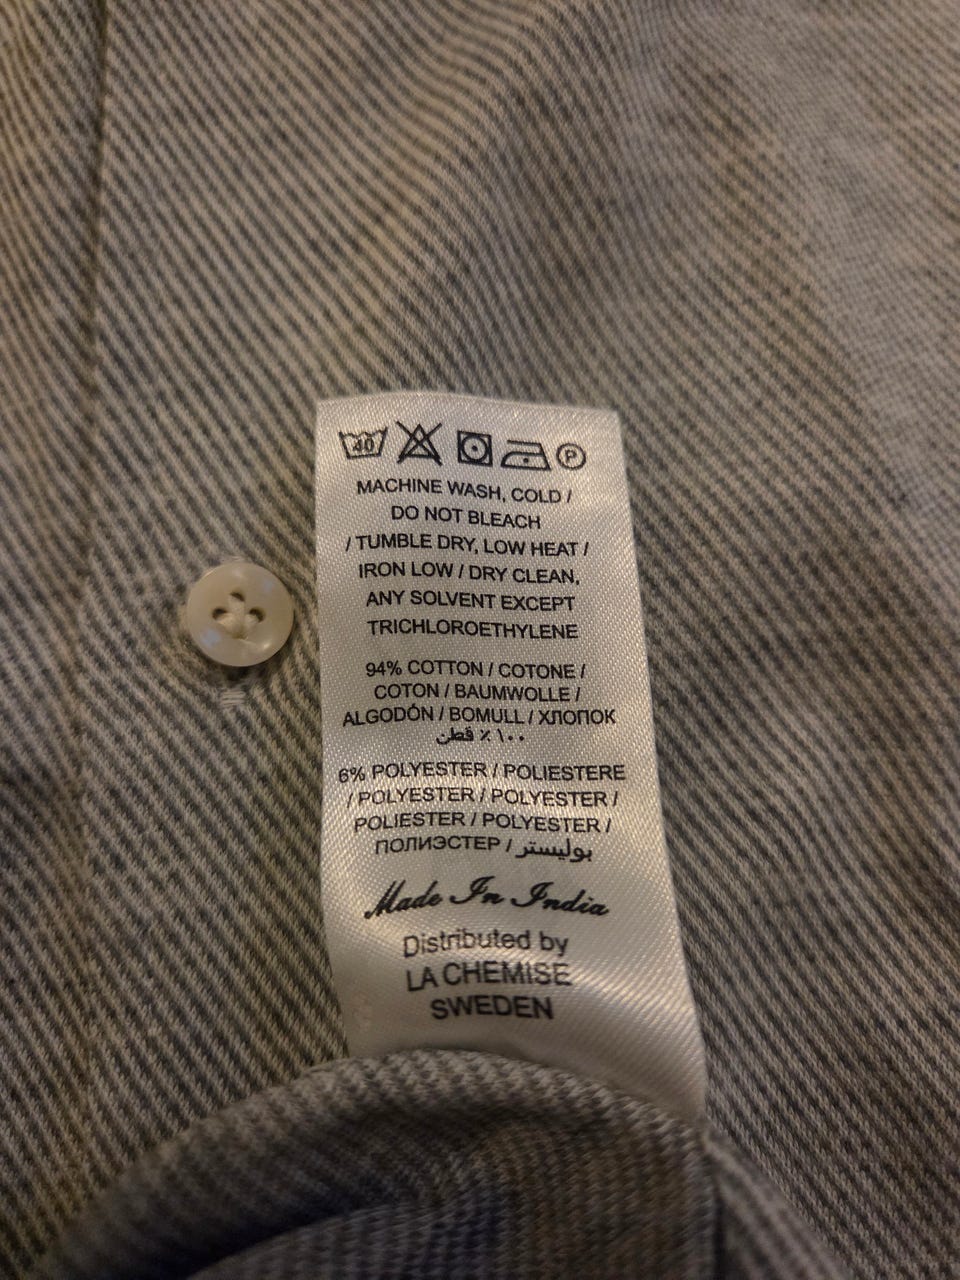 40
P
MACHINE WASH, COLD /
DO NOT BLEACH
/ TUMBLE DRY, LOW HEAT /
IRON LOW / DRY CLEAN,
ANY SOLVENT EXCEPT
TRICHLOROETHYLENE
94% COTTON / COTONE /
COTON / BAUMWOLLE /
ALGODÓN / BOMULL / ХЛОПОК
١٠٠ ٪ قطن
6% POLYESTER / POLIESTERE
/ POLYESTER / POLYESTER /
POLIESTER / POLYESTER /
ПОЛИЭСТЕР / بوليستر
Made In India
Distributed by
LA CHEMISE
SWEDEN